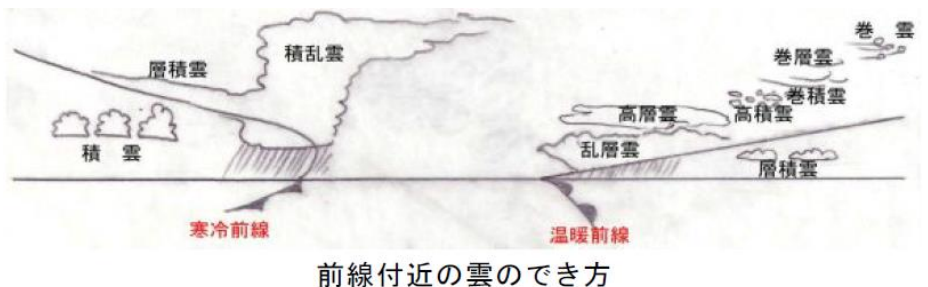 巻 雲
積乱雲
層積雲
巻層雲
巻積雲
高層雲
高積雲
積 雲
乱層雲
層積雲
寒冷前線
温暖前線
前線付近の雲のでき方